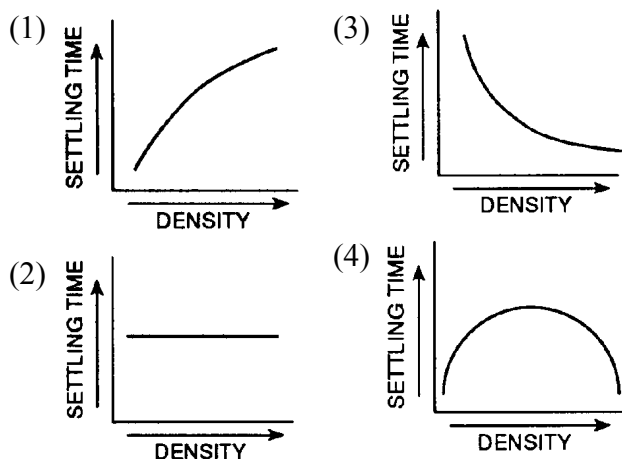 (1)
SETTLING TIME
DENSITY
(2)
SETTLING TIME
DENSITY
(3)
SETTLING TIME
DENSITY
(4)
SETTLING TIME
DENSITY